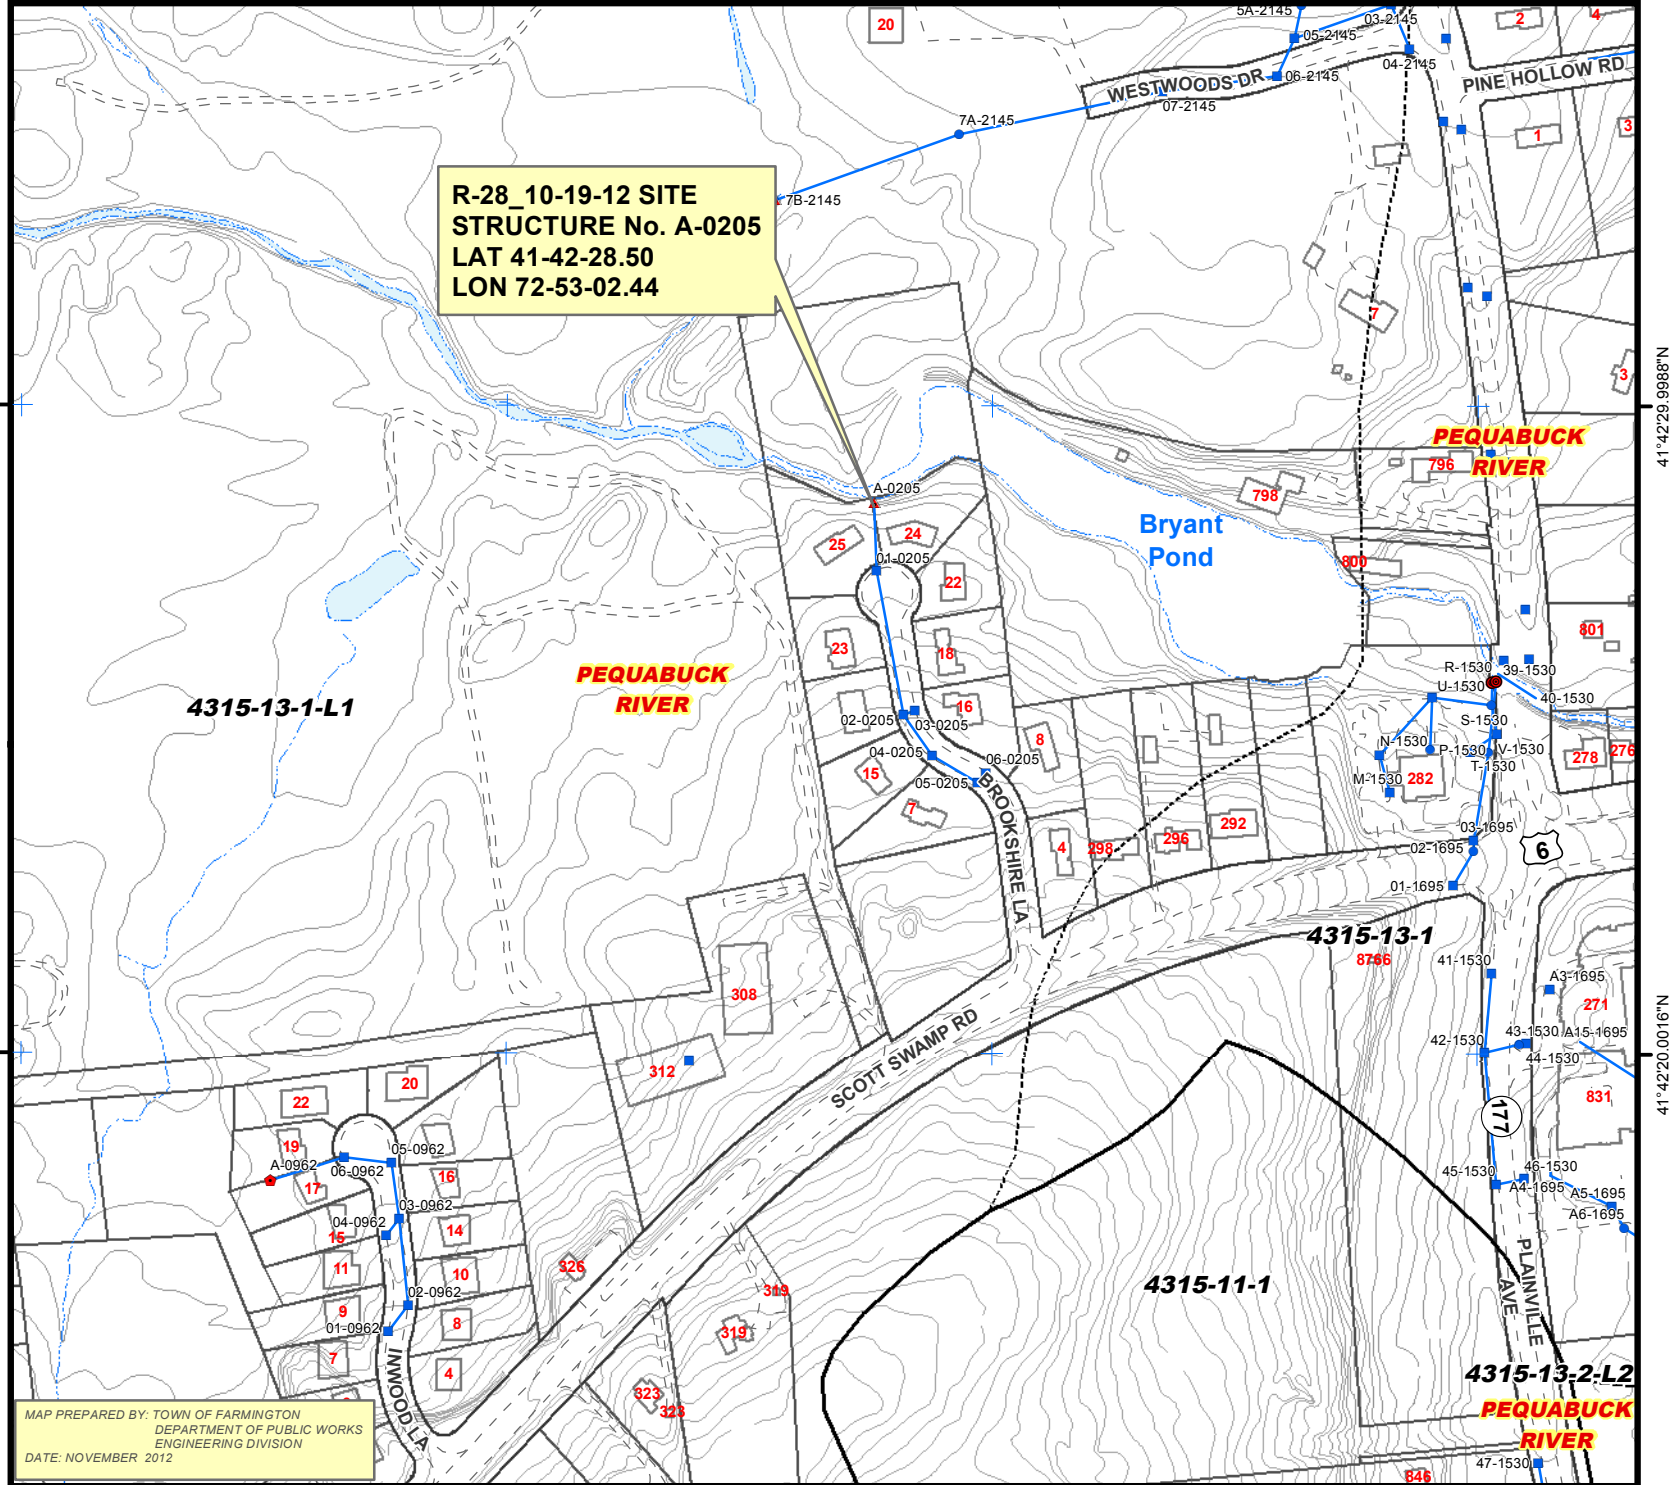 20
5A-2145
03-2145
2
4
05-2145
04-2145
06-2145
WESTWOODS DR
07-2145
PINE HOLLOW RD
7A-2145
1
3
R-28_10-19-12 SITE
STRUCTURE No. A-0205
LAT 41-42-28.50
LON 72-53-02.44
7B-2145
7
3
41°42'29.9988"N
PEQUABUCK
RIVER
796
798
A-0205
Bryant
Pond
25
24
01-0205
22
800
801
23
18
PEQUABUCK
RIVER
4315-13-1-L1
R-1530
39-1530
U-1530
40-1530
16
02-0205
03-0205
S-1530
8
04-0205
06-0205
N-1530
P-1530
V-1530
T-1530
278
276
15
05-0205
M-1530
282
7
BROOKSHIRE LA
4
298
296
292
03-1695
02-1695
6
01-1695
4315-13-1
8766
41-1530
A3-1695
308
271
SCOTT SWAMP RD
42-1530
43-1530
A15-1695
44-1530
41°42'20.0016"N
312
20
22
831
177
19
05-0962
A-0962
06-0962
17
16
45-1530
46-1530
A4-1695
A5-1695
A6-1695
03-0962
04-0962
15
14
11
10
326
319
4315-11-1
PLAINVILLE
AVE
02-0962
9
8
01-0962
319
7
4
INWOOD LA
323
323
4315-13-2-L2
PEQUABUCK
RIVER
MAP PREPARED BY: TOWN OF FARMINGTON
DEPARTMENT OF PUBLIC WORKS
ENGINEERING DIVISION
DATE: NOVEMBER 2012
47-1530
846